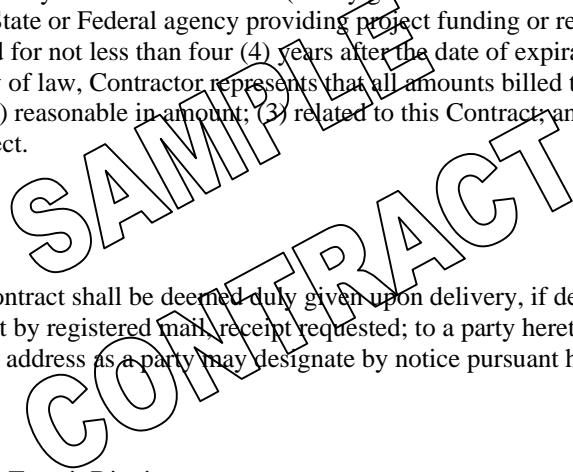 State or Federal agency providing project funding or re
for not less than four (4) years after the date of expira
y of law, Contractor represents that all amounts billed t
) reasonable in amount; (3) related to this Contract; an
ect.
SAMPLE
CONTRACT
ontract shall be deemed duly given upon delivery, if de
t by registered mail, receipt requested; to a party heret
address as a party may designate by notice pursuant h